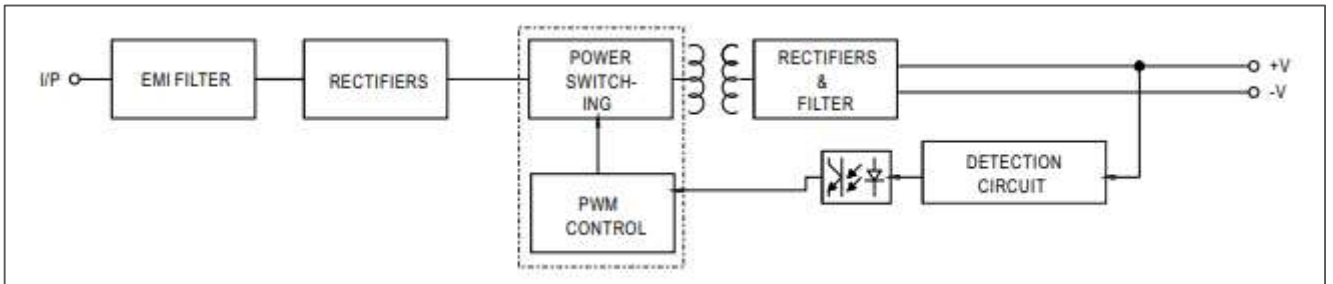 I/P
EMI FILTER
RECTIFIERS
POWER
SWITCH-
ING
RECTIFIERS
&
FILTER
+V
-V
DETECTION
CIRCUIT
PWM
CONTROL